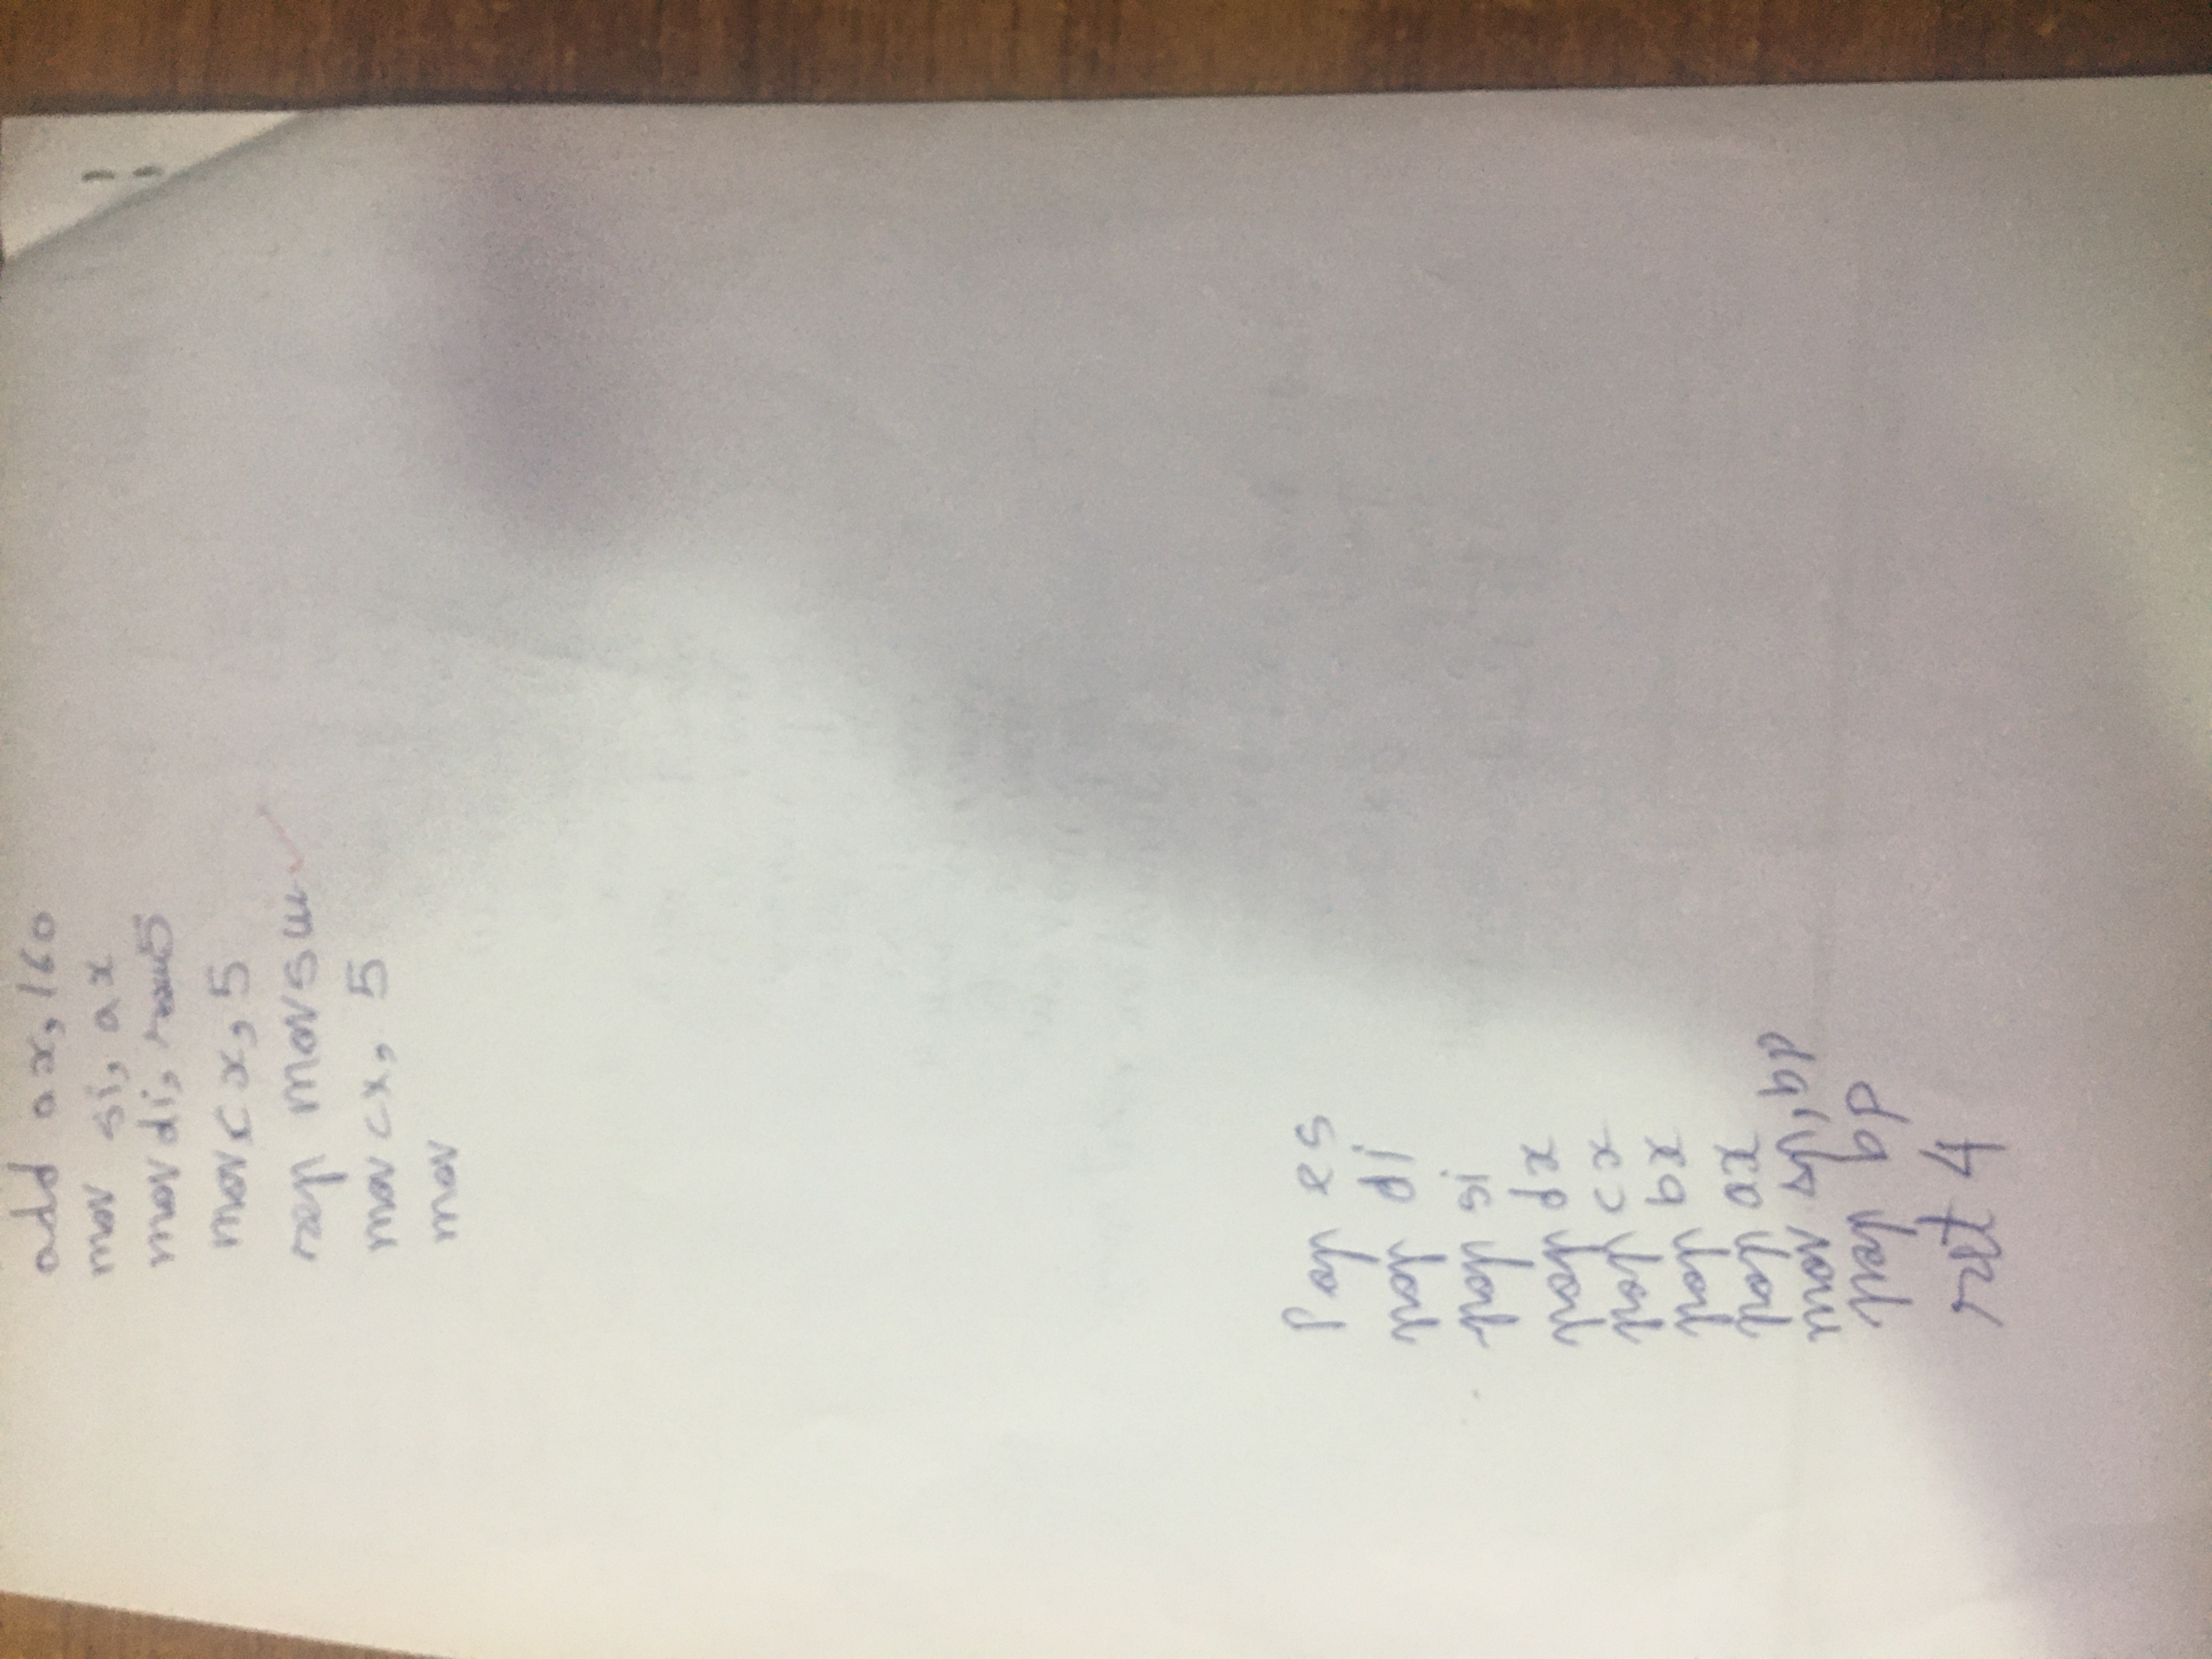 add ax, 160
mov si, ax
mov di, row5
mov cx, 5
rep movsw
mov cx, 5
mov
Pop es
pop di
pop si
pop dx
pop cx
pop bx
pop ax
mov sp, bp
pop bp
ret 4